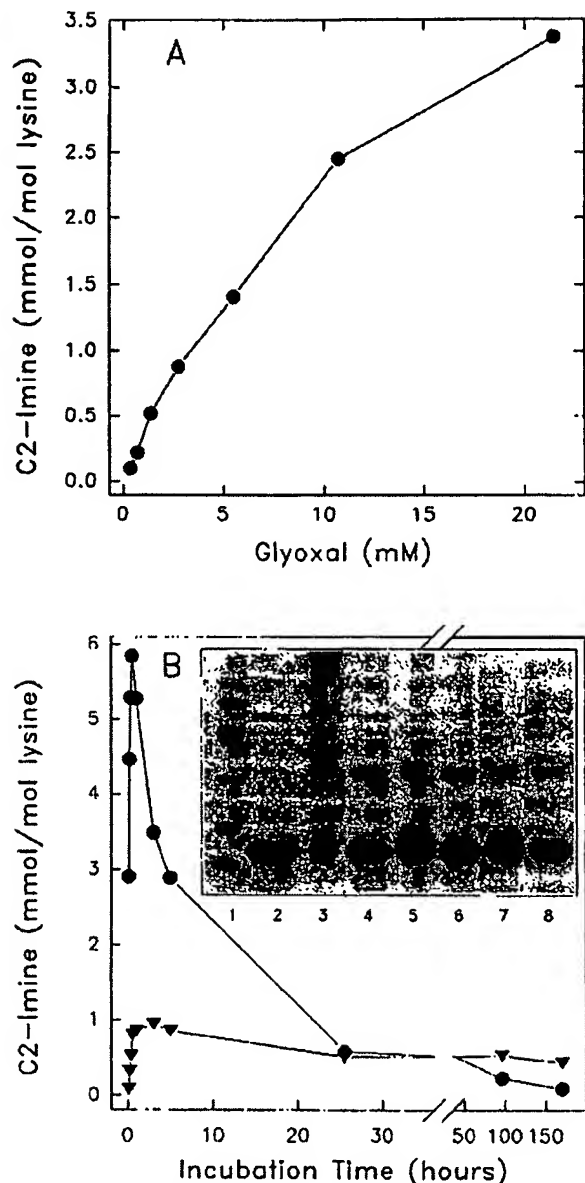 A
C2-Imine (mmol/mol lysine)
3.5
3.0
2.5
2.0
1.5
1.0
0.5
0.0
0 5 10 15 20
Glyoxal (mM)
B
C2-Imine (mmol/mol lysine)
6
5
4
3
2
1
0
1 2 3 4 5 6 7 8
0 10 20 30 50 100 150
Incubation Time (hours)